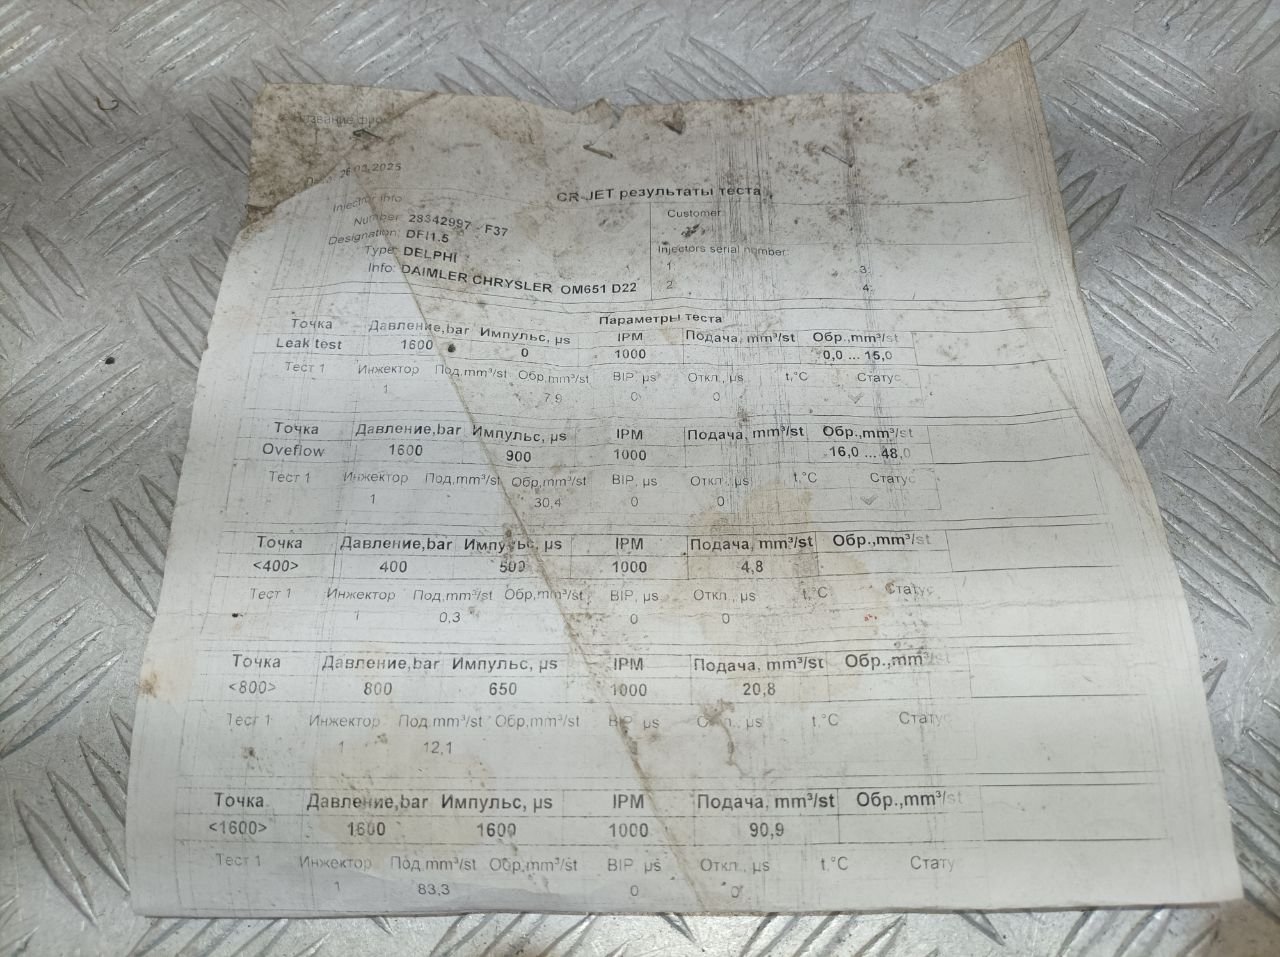 Название фир
26.02.2025
CR-JET результаты теста
Injector info
Number: 28342997 - F37
Designation: DFI1.5
Type: DELPHI
Info: DAIMLER CHRYSLER OM651 D22
Customer:
Injectors serial number:
1: 3:
2: 4:
Параметры теста
Точка Давление,bar Импульс, µs IPM Подача, mm³/st Обр.,mm³/st
Leak test 1600 0 1000 0,0 ... 15,0
Тест 1 Инжектор Под,mm³/st Обр,mm³/st BIP, µs Откл., µs t,°C Статус
1 7,9 0 0
Точка Давление,bar Импульс, µs IPM Подача, mm³/st Обр.,mm³/st
Oveflow 1600 900 1000 16,0 ... 48,0
Тест 1 Инжектор Под,mm³/st Обр,mm³/st BIP, µs Откл., µs t,°C Статус
1 30,4 0 0
Точка Давление,bar Импульс, µs IPM Подача, mm³/st Обр.,mm³/st
<400> 400 500 1000 4,8
Тест 1 Инжектор Под,mm³/st Обр,mm³/st BIP, µs Откл., µs t,°C Статус
1 0,3 0 0
Точка Давление,bar Импульс, µs IPM Подача, mm³/st Обр.,mm³/st
<800> 800 650 1000 20,8
Тест 1 Инжектор Под,mm³/st Обр,mm³/st BIP, µs Откл., µs t,°C Статус
1 12,1
Точка Давление,bar Импульс, µs IPM Подача, mm³/st Обр.,mm³/st
<1600> 1600 1600 1000 90,9
Тест 1 Инжектор Под,mm³/st Обр,mm³/st BIP, µs Откл., µs t,°C Стату
1 83,3 0 0